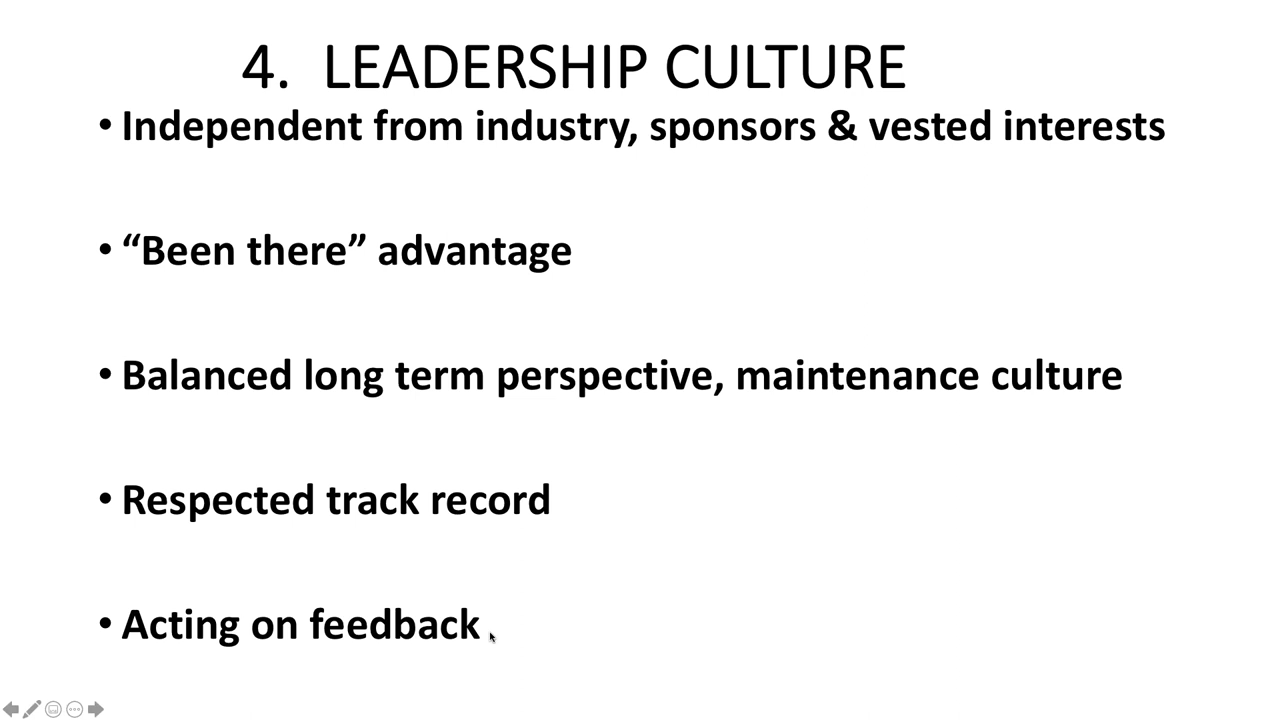 4. LEADERSHIP CULTURE
• Independent from industry, sponsors & vested interests
• “Been there” advantage
• Balanced long term perspective, maintenance culture
• Respected track record
• Acting on feedback